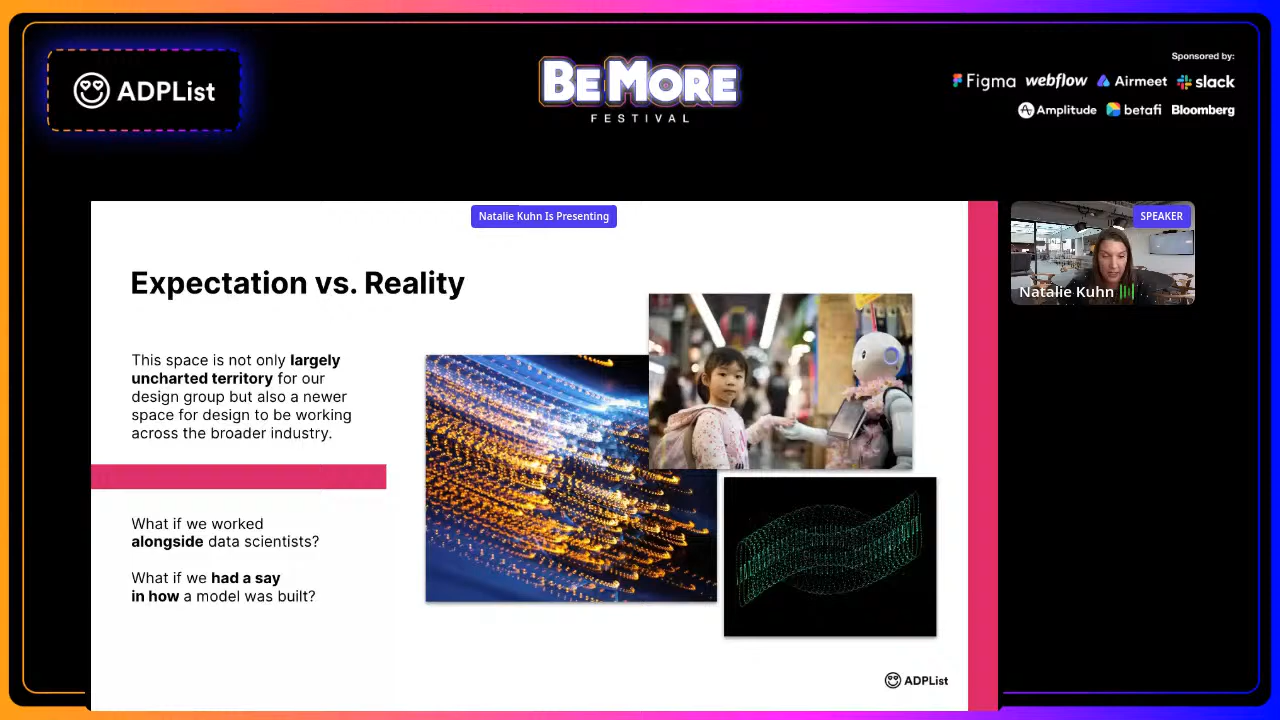 ADPList
BE MORE
FESTIVAL
Sponsored by:
Figma webflow Airmeet slack
Amplitude betafi Bloomberg
Natalie Kuhn Is Presenting
SPEAKER
Natalie Kuhn
Expectation vs. Reality
This space is not only largely
uncharted territory for our
design group but also a newer
space for design to be working
across the broader industry.
What if we worked
alongside data scientists?
What if we had a say
in how a model was built?
ADPList